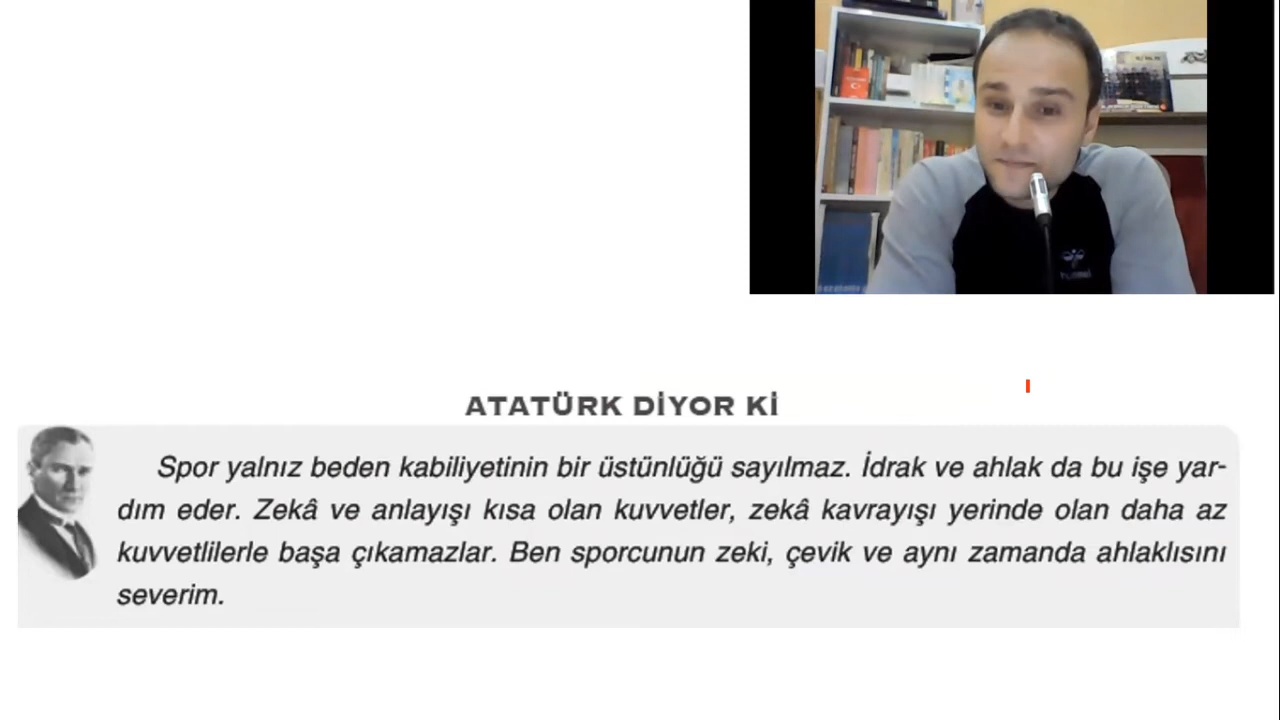 ATATÜRK DİYOR Kİ
Spor yalnız beden kabiliyetinin bir üstünlüğü sayılmaz. İdrak ve ahlak da bu işe yar-
dım eder. Zekâ ve anlayışı kısa olan kuvvetler, zekâ kavrayışı yerinde olan daha az
kuvvetlilerle başa çıkamazlar. Ben sporcunun zeki, çevik ve aynı zamanda ahlaklısını
severim.